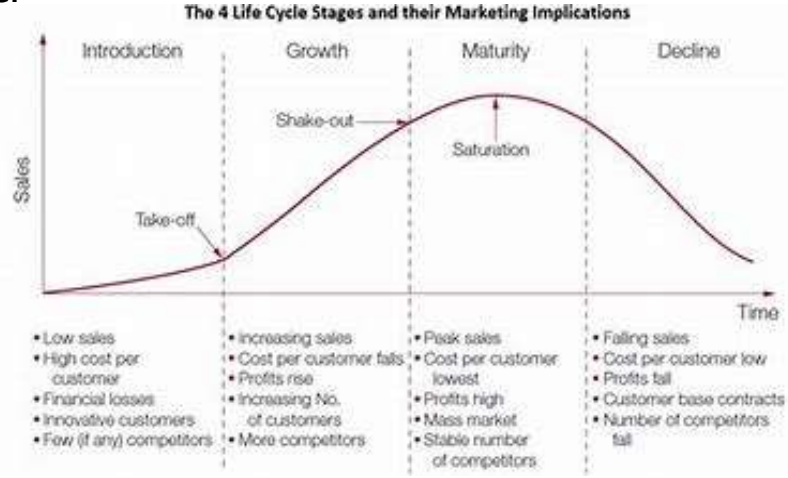 The 4 Life Cycle Stages and their Marketing Implications
Introduction
Growth
Maturity
Decline
Shake-out
Saturation
Take-off
Sales
Time
• Low sales
• High cost per
customer
• Financial losses
• Innovative customers
• Few (if any) competitors
• Increasing sales
• Cost per customer falls
• Profits rise
• Increasing No.
of customers
• More competitors
• Peak sales
• Cost per customer
lowest
• Profits high
• Mass market
• Stable number
of competitors
• Falling sales
• Cost per customer low
• Profits fall
• Customer base contracts
• Number of competitors
fall